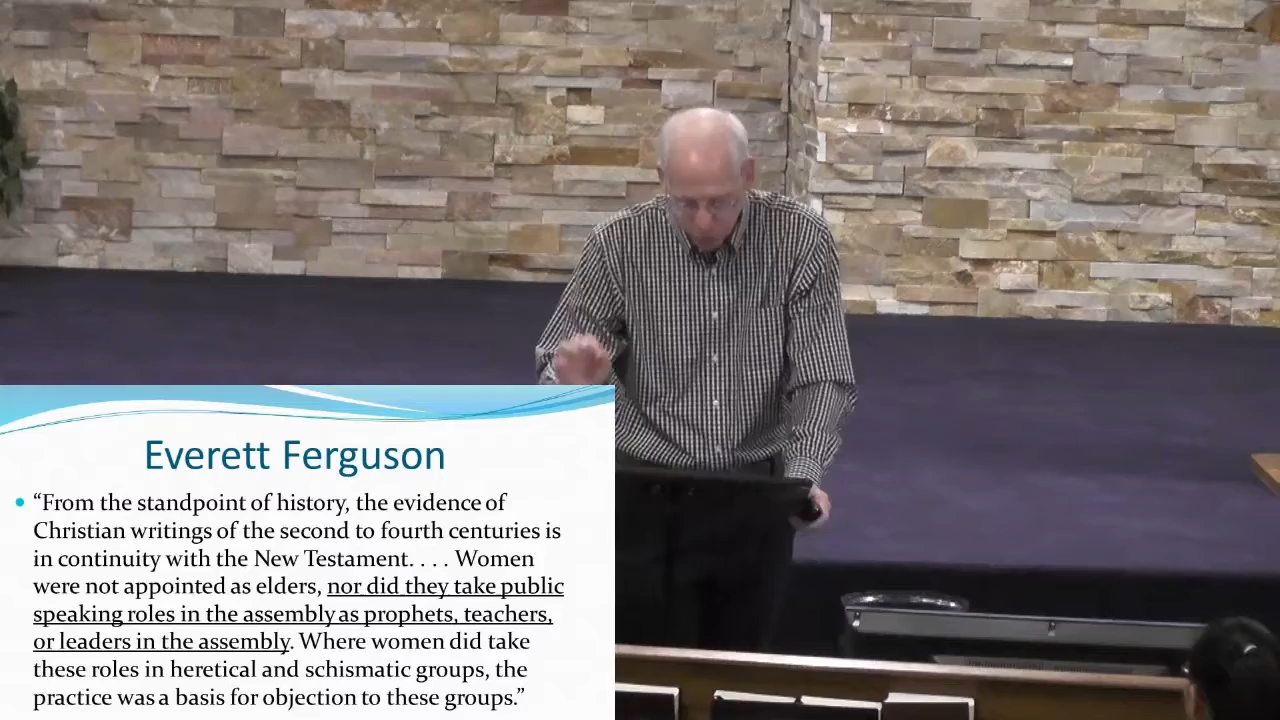 Everett Ferguson
• “From the standpoint of history, the evidence of
Christian writings of the second to fourth centuries is
in continuity with the New Testament. . . . Women
were not appointed as elders, nor did they take public
speaking roles in the assembly as prophets, teachers,
or leaders in the assembly. Where women did take
these roles in heretical and schismatic groups, the
practice was a basis for objection to these groups.”